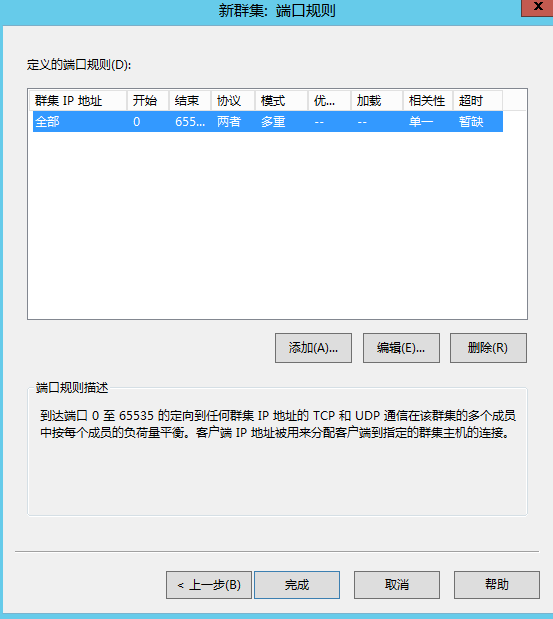 新群集: 端口规则
x
定义的端口规则(D):
群集 IP 地址 开始 结束 协议 模式 优... 加载 相关性 超时
全部 0 655... 两者 多重 -- -- 单一 暂缺
添加(A)... 编辑(E)... 删除(R)
端口规则描述
到达端口 0 至 65535 的定向到任何群集 IP 地址的 TCP 和 UDP 通信在该群集的多个成员
中按每个成员的负荷量平衡。客户端 IP 地址被用来分配客户端到指定的群集主机的连接。
< 上一步(B) 完成 取消 帮助